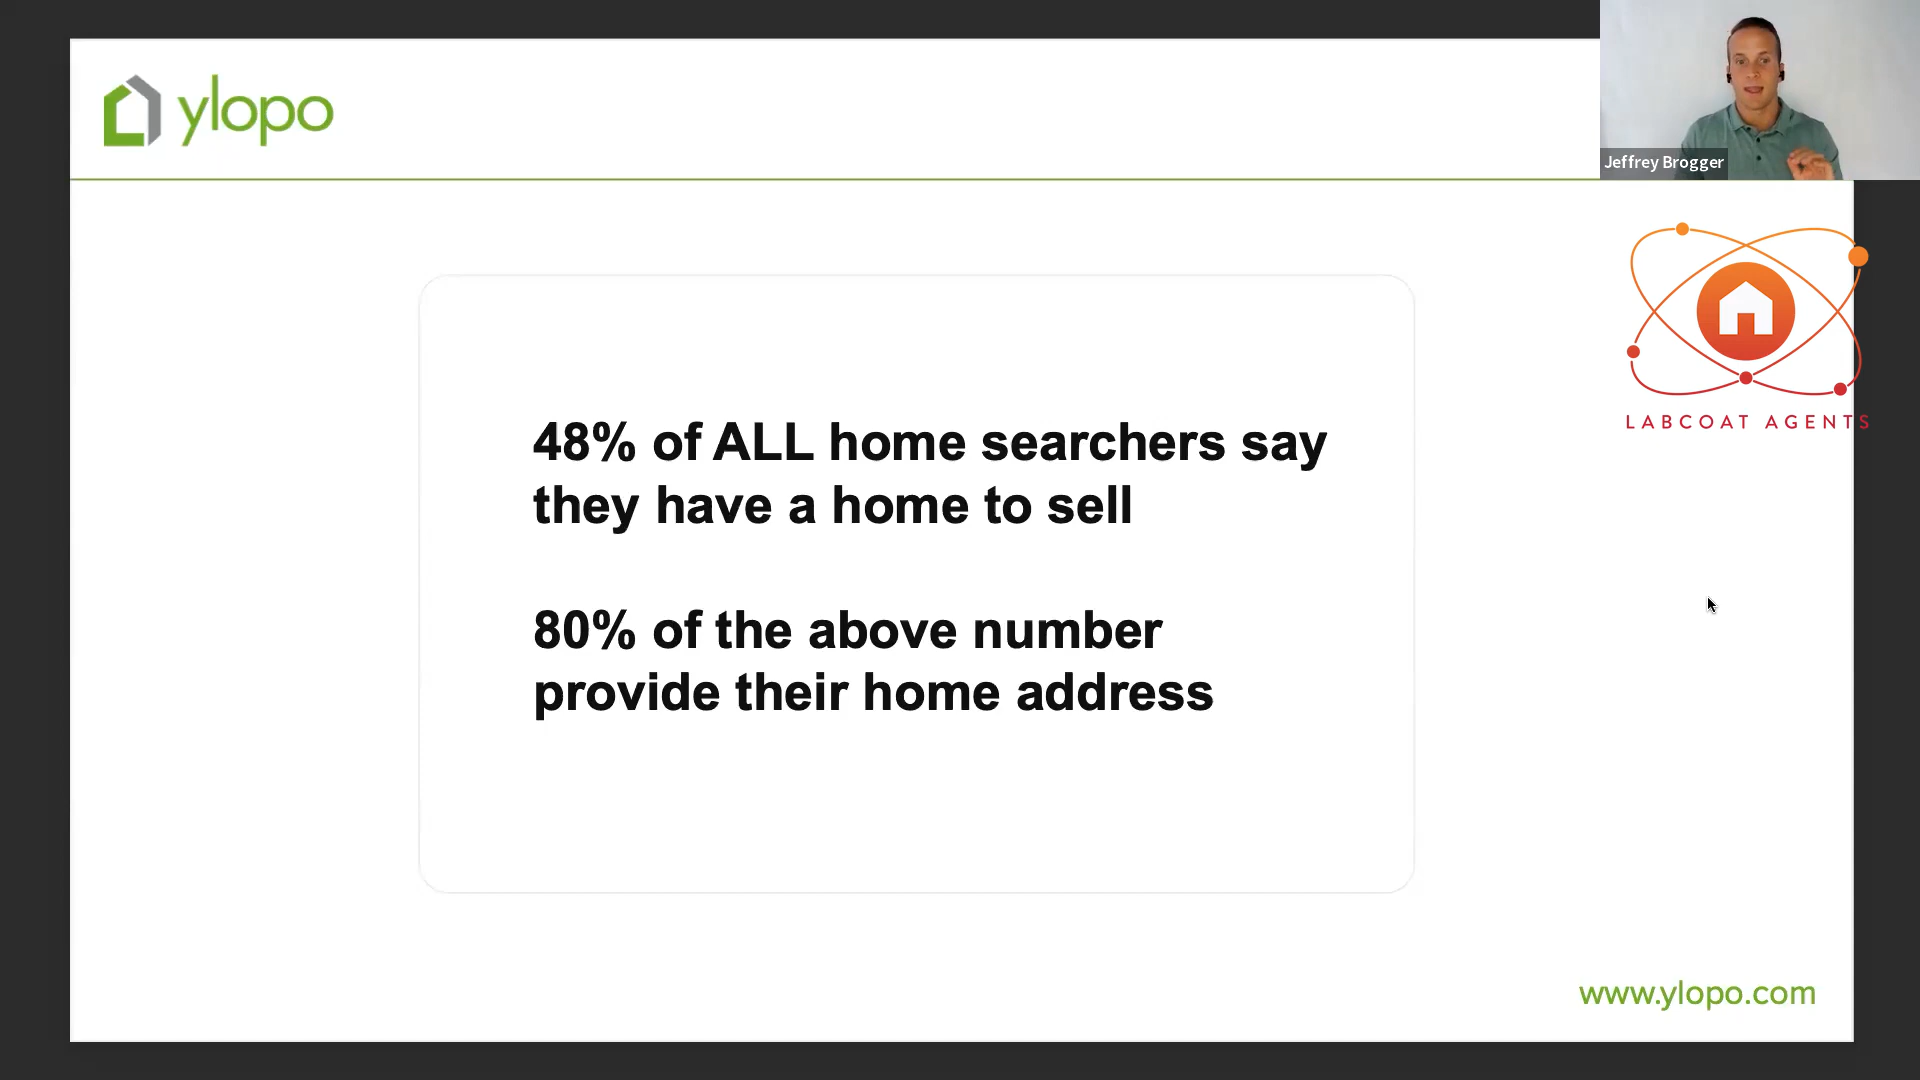 ylopo
Jeffrey Brogger
LABCOAT AGENTS
48% of ALL home searchers say
they have a home to sell
80% of the above number
provide their home address
www.ylopo.com